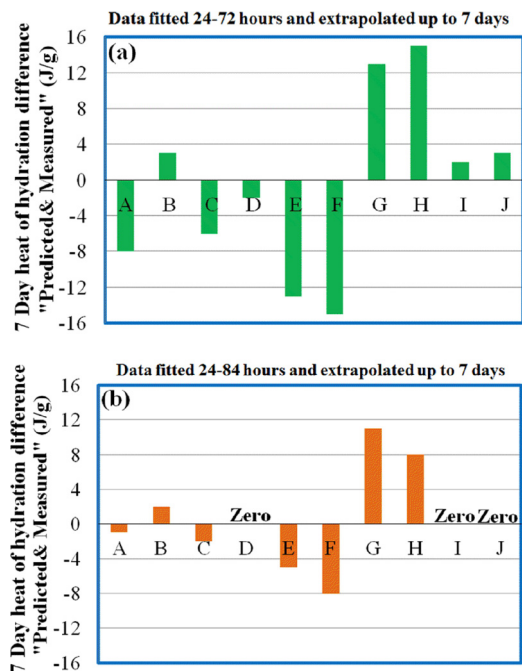 Data fitted 24-72 hours and extrapolated up to 7 days
7 Day heat of hydration difference
"Predicted& Measured" (J/g)
(a)
16
12
8
4
0
-4
-8
-12
-16
A B C D E F G H I J
Data fitted 24-84 hours and extrapolated up to 7 days
7 Day heat of hydration difference
"Predicted& Measured" (J/g)
(b)
16
12
8
4
0
-4
-8
-12
-16
Zero Zero Zero
A B C D E F G H I J